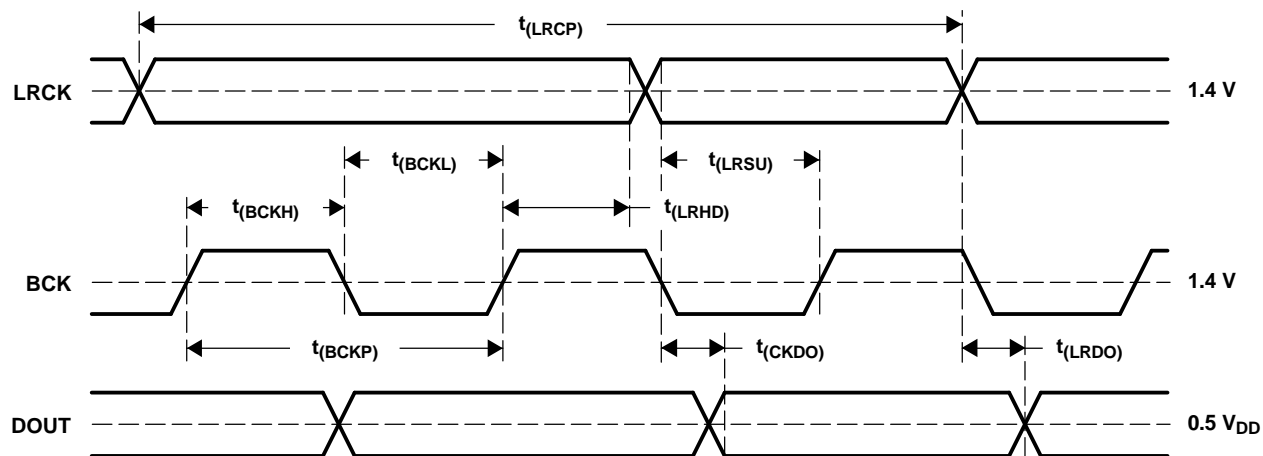 t(LRCP)
LRCK
1.4 V
t(BCKL)
t(LRSU)
t(BCKH)
t(LRHD)
BCK
1.4 V
t(BCKP)
t(CKDO)
t(LRDO)
DOUT
0.5 VDD